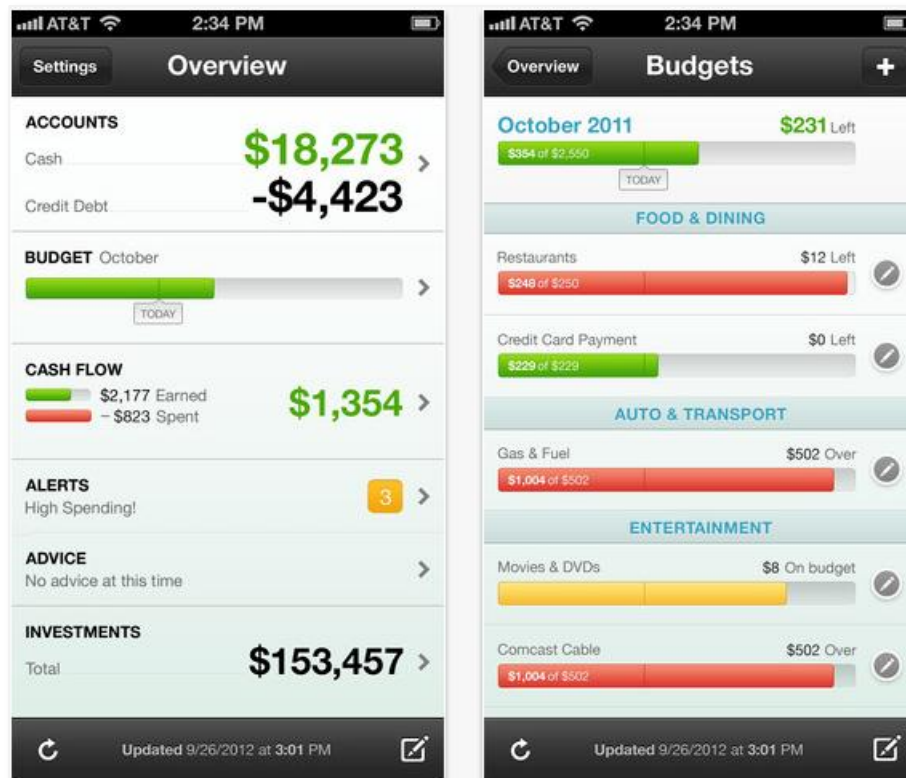 AT&T 2:34 PM
Settings Overview
ACCOUNTS
Cash $18,273
Credit Debt -$4,423
BUDGET October
TODAY
CASH FLOW
$2,177 Earned
– $823 Spent
$1,354
ALERTS
High Spending!
3
ADVICE
No advice at this time
INVESTMENTS
Total $153,457
Updated 9/26/2012 at 3:01 PM
AT&T 2:34 PM
Overview Budgets +
October 2011 $231 Left
$354 of $2,550
TODAY
FOOD & DINING
Restaurants $12 Left
$248 of $250
Credit Card Payment $0 Left
$229 of $229
AUTO & TRANSPORT
Gas & Fuel $502 Over
$1,004 of $502
ENTERTAINMENT
Movies & DVDs $8 On budget
Comcast Cable $502 Over
$1,004 of $502
Updated 9/26/2012 at 3:01 PM